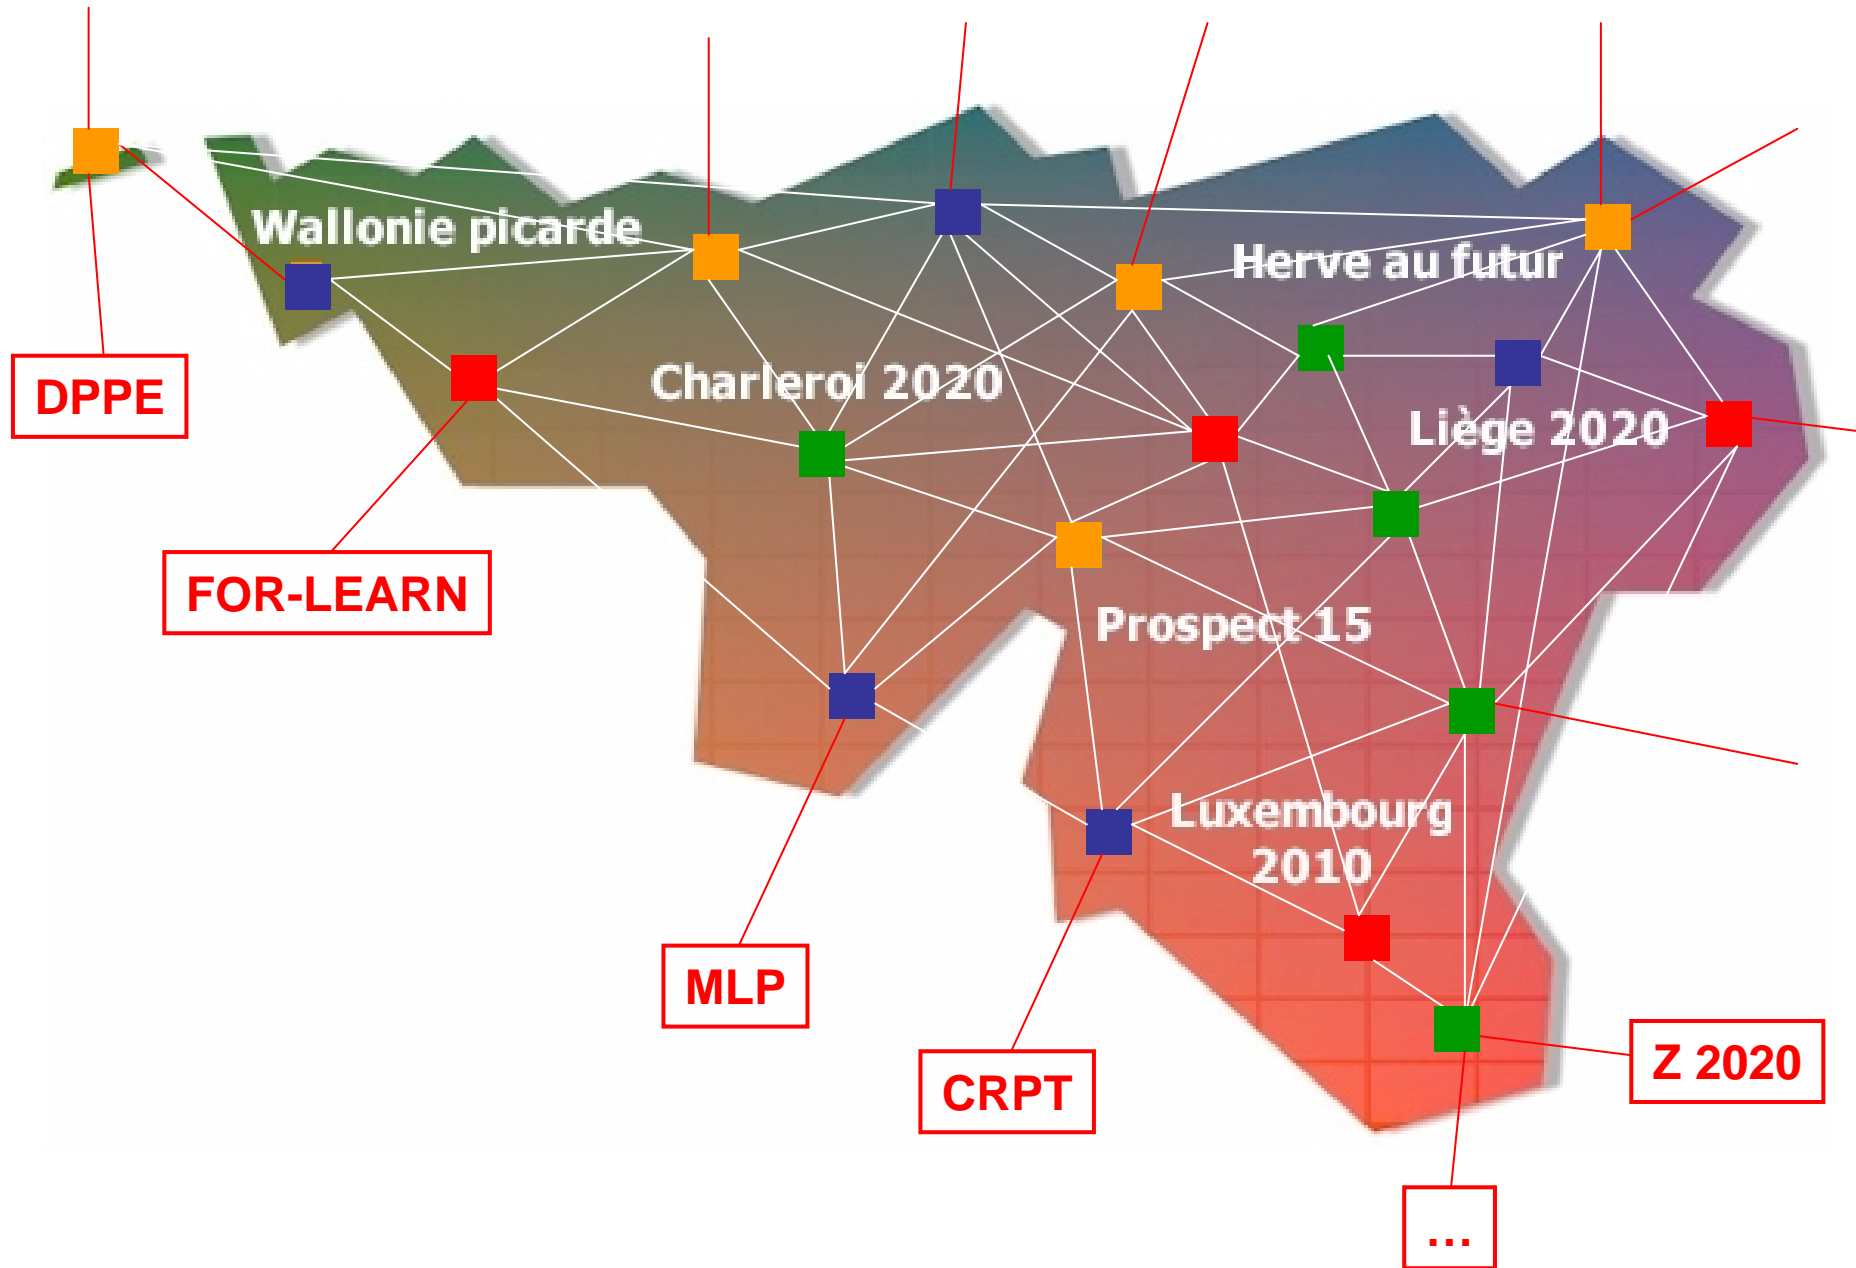 Wallonie picarde
Herve au futur
DPPE
Charleroi 2020
Liège 2020
FOR-LEARN
Prospect 15
Luxembourg
2010
MLP
CRPT
Z 2020
...